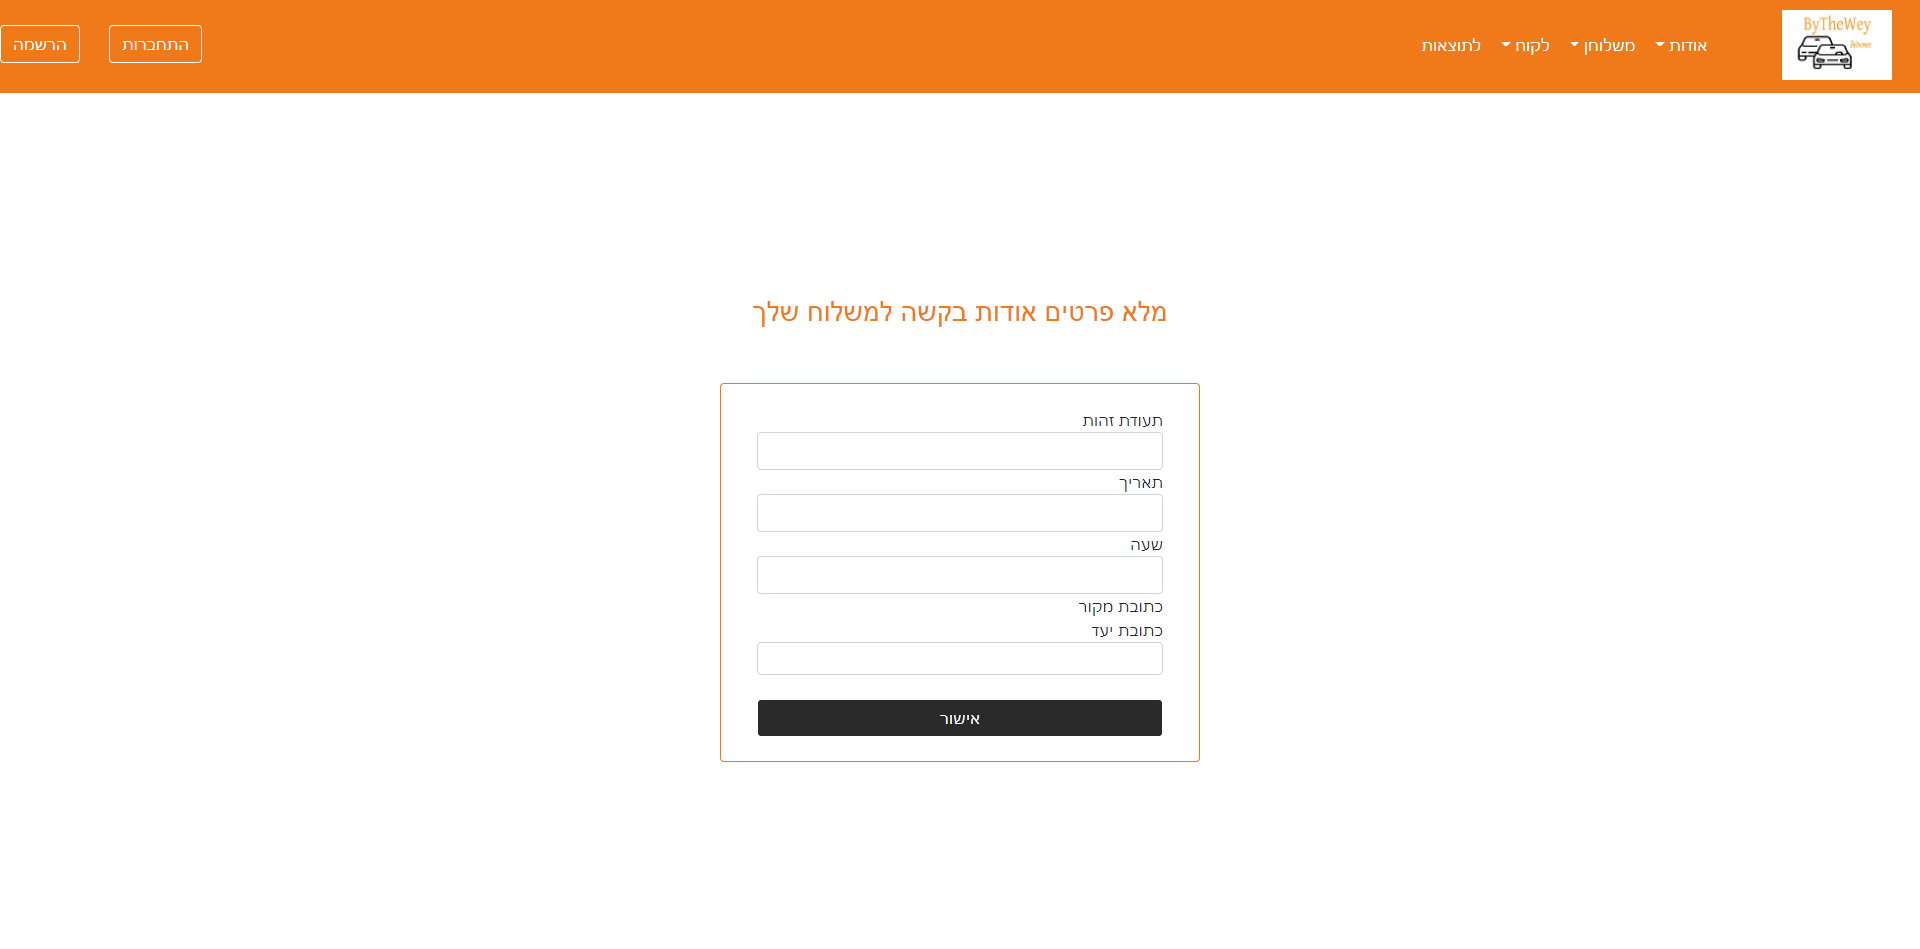 ByTheWey
אודות
משלוחן
לקוח
לתוצאות
התחברות
הרשמה
מלא פרטים אודות בקשה למשלוח שלך
תעודת זהות
תאריך
שעה
כתובת מקור
כתובת יעד
אישור